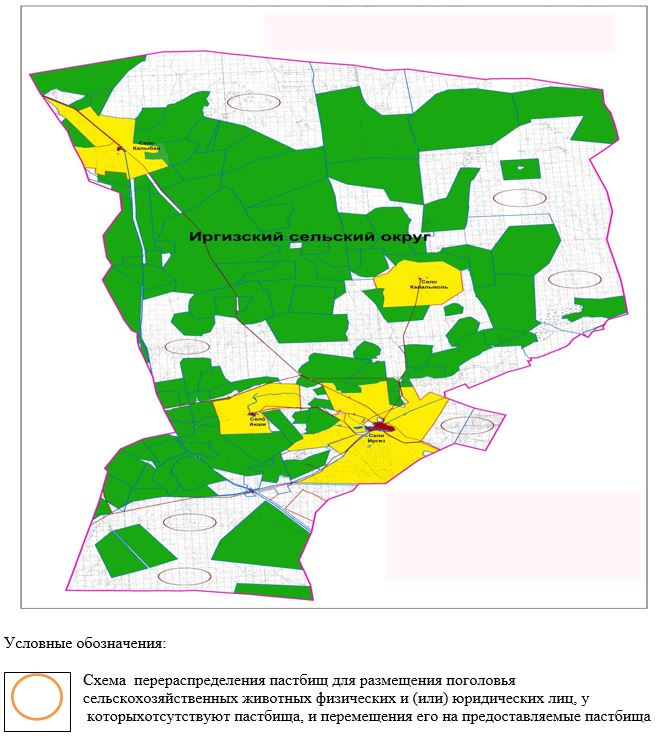 Село
Калыбай
Иргизский сельский округ
Село
Калалыколь
Село
Акши
Село
Иргиз
Условные обозначения:
Схема перераспределения пастбищ для размещения поголовья
сельскохозяйственных животных физических и (или) юридических лиц, у
которыхотсутствуют пастбища, и перемещения его на предоставляемые пастбища